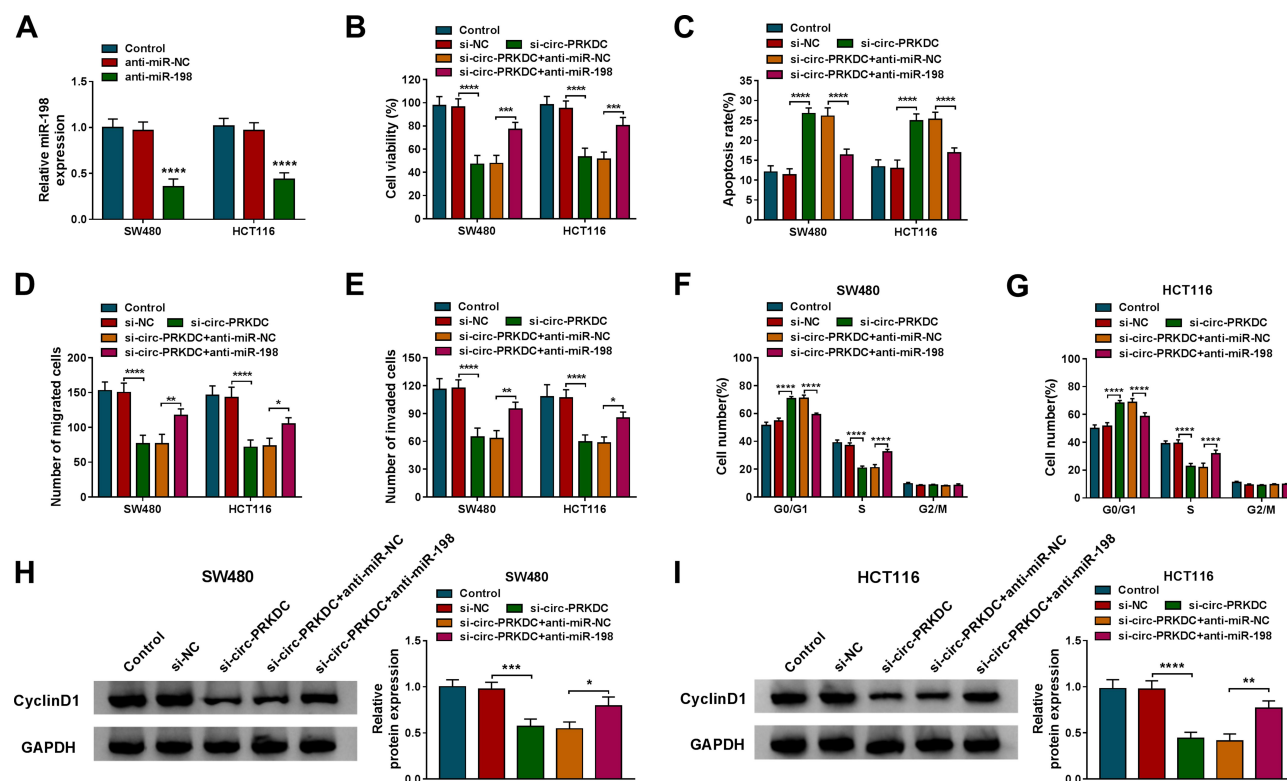 A
Control
anti-miR-NC
anti-miR-198
Relative miR-198
expression
1.5
1.0
0.5
0.0
****
****
SW480
HCT116
B
Control
si-NC
si-circ-PRKDC
si-circ-PRKDC+anti-miR-NC
si-circ-PRKDC+anti-miR-198
Cell viability (%)
120
100
80
60
40
20
0
****
***
****
***
SW480
HCT116
C
Control
si-NC
si-circ-PRKDC
si-circ-PRKDC+anti-miR-NC
si-circ-PRKDC+anti-miR-198
Apoptosis rate(%)
35
30
25
20
15
10
5
0
****
****
****
****
SW480
HCT116
D
Control
si-NC
si-circ-PRKDC
si-circ-PRKDC+anti-miR-NC
si-circ-PRKDC+anti-miR-198
Number of migrated cells
200
150
100
50
0
****
**
****
*
SW480
HCT116
E
Control
si-NC
si-circ-PRKDC
si-circ-PRKDC+anti-miR-NC
si-circ-PRKDC+anti-miR-198
Number of invaded cells
150
120
90
60
30
0
****
**
****
*
SW480
HCT116
F
SW480
Control
si-NC
si-circ-PRKDC
si-circ-PRKDC+anti-miR-NC
si-circ-PRKDC+anti-miR-198
Cell number(%)
100
80
60
40
20
0
****
****
****
****
G0/G1
S
G2/M
G
HCT116
Control
si-NC
si-circ-PRKDC
si-circ-PRKDC+anti-miR-NC
si-circ-PRKDC+anti-miR-198
Cell number(%)
100
80
60
40
20
0
****
****
****
****
G0/G1
S
G2/M
H
SW480
Control
si-NC
si-circ-PRKDC
si-circ-PRKDC+anti-miR-NC
si-circ-PRKDC+anti-miR-198
CyclinD1
GAPDH
SW480
Control
si-NC
si-circ-PRKDC
si-circ-PRKDC+anti-miR-NC
si-circ-PRKDC+anti-miR-198
Relative
protein expression
1.5
1.0
0.5
0.0
***
*
I
HCT116
Control
si-NC
si-circ-PRKDC
si-circ-PRKDC+anti-miR-NC
si-circ-PRKDC+anti-miR-198
CyclinD1
GAPDH
HCT116
Control
si-NC
si-circ-PRKDC
si-circ-PRKDC+anti-miR-NC
si-circ-PRKDC+anti-miR-198
Relative
protein expression
1.5
1.0
0.5
0.0
****
**